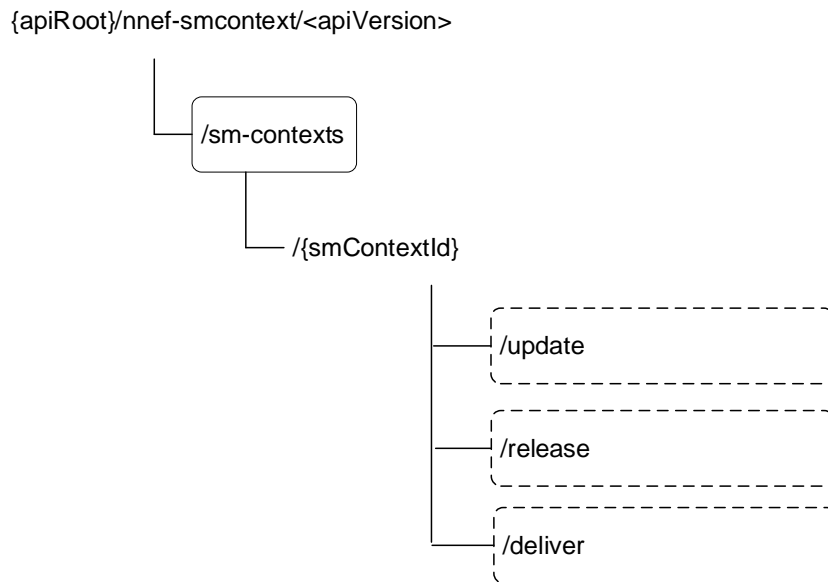 {apiRoot}/nnef-smcontext/<apiVersion>
/sm-contexts
/{smContextId}
/update
/release
/deliver